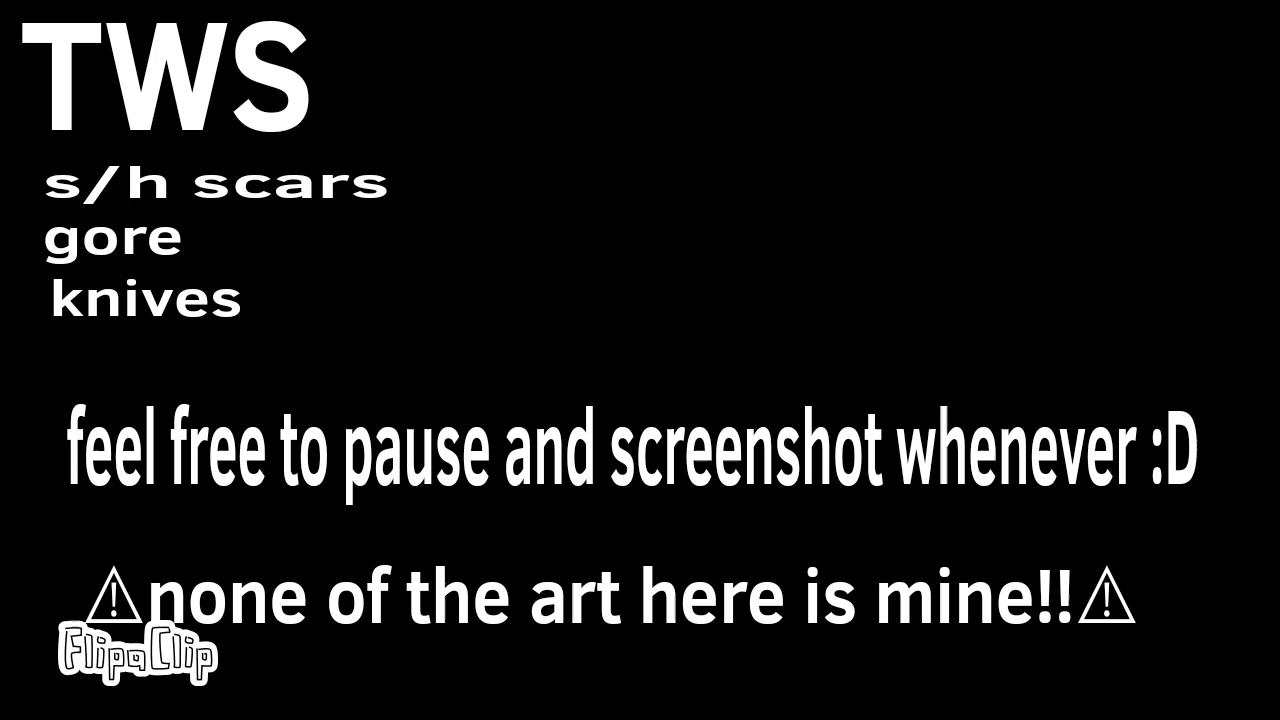 TWS
s/h scars
gore
knives
feel free to pause and screenshot whenever :D
⚠none of the art here is mine!!⚠
FlipaClip